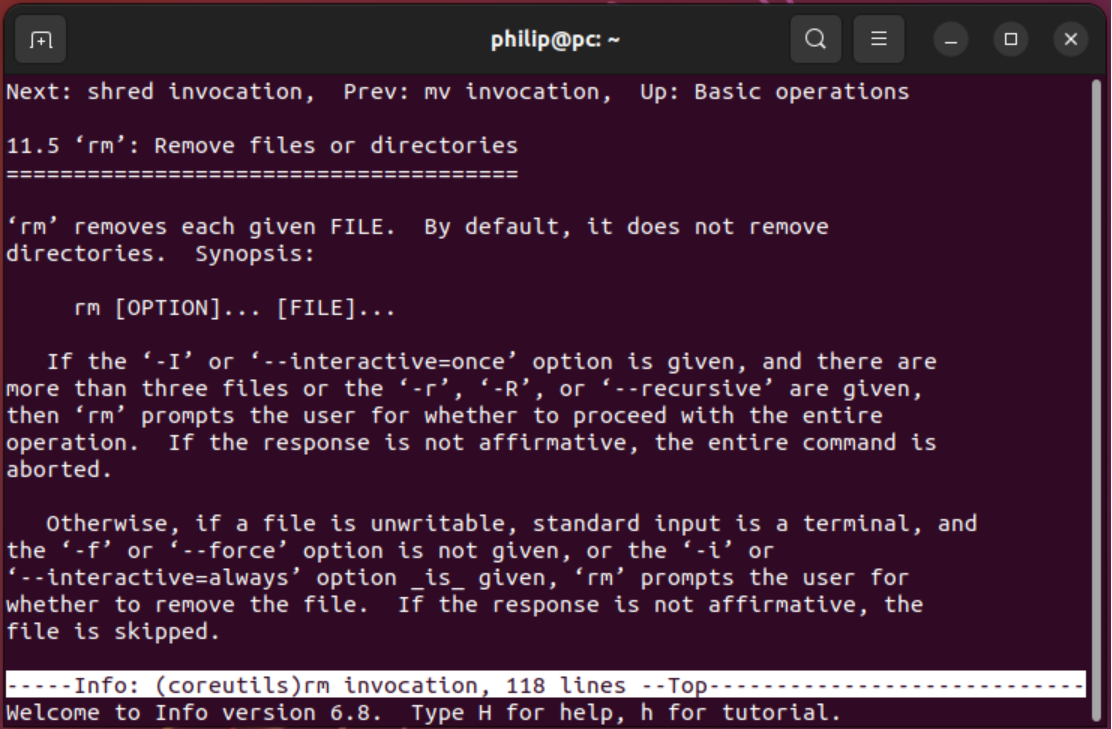 philip@pc: ~
Next: shred invocation,  Prev: mv invocation,  Up: Basic operations
11.5 ‘rm’: Remove files or directories
======================================
‘rm’ removes each given FILE.  By default, it does not remove
directories.  Synopsis:
     rm [OPTION]... [FILE]...
   If the ‘-I’ or ‘--interactive=once’ option is given, and there are
more than three files or the ‘-r’, ‘-R’, or ‘--recursive’ are given,
then ‘rm’ prompts the user for whether to proceed with the entire
operation.  If the response is not affirmative, the entire command is
aborted.
   Otherwise, if a file is unwritable, standard input is a terminal, and
the ‘-f’ or ‘--force’ option is not given, or the ‘-i’ or
‘--interactive=always’ option _is_ given, ‘rm’ prompts the user for
whether to remove the file.  If the response is not affirmative, the
file is skipped.
-----Info: (coreutils)rm invocation, 118 lines --Top----------------------------
Welcome to Info version 6.8.  Type H for help, h for tutorial.